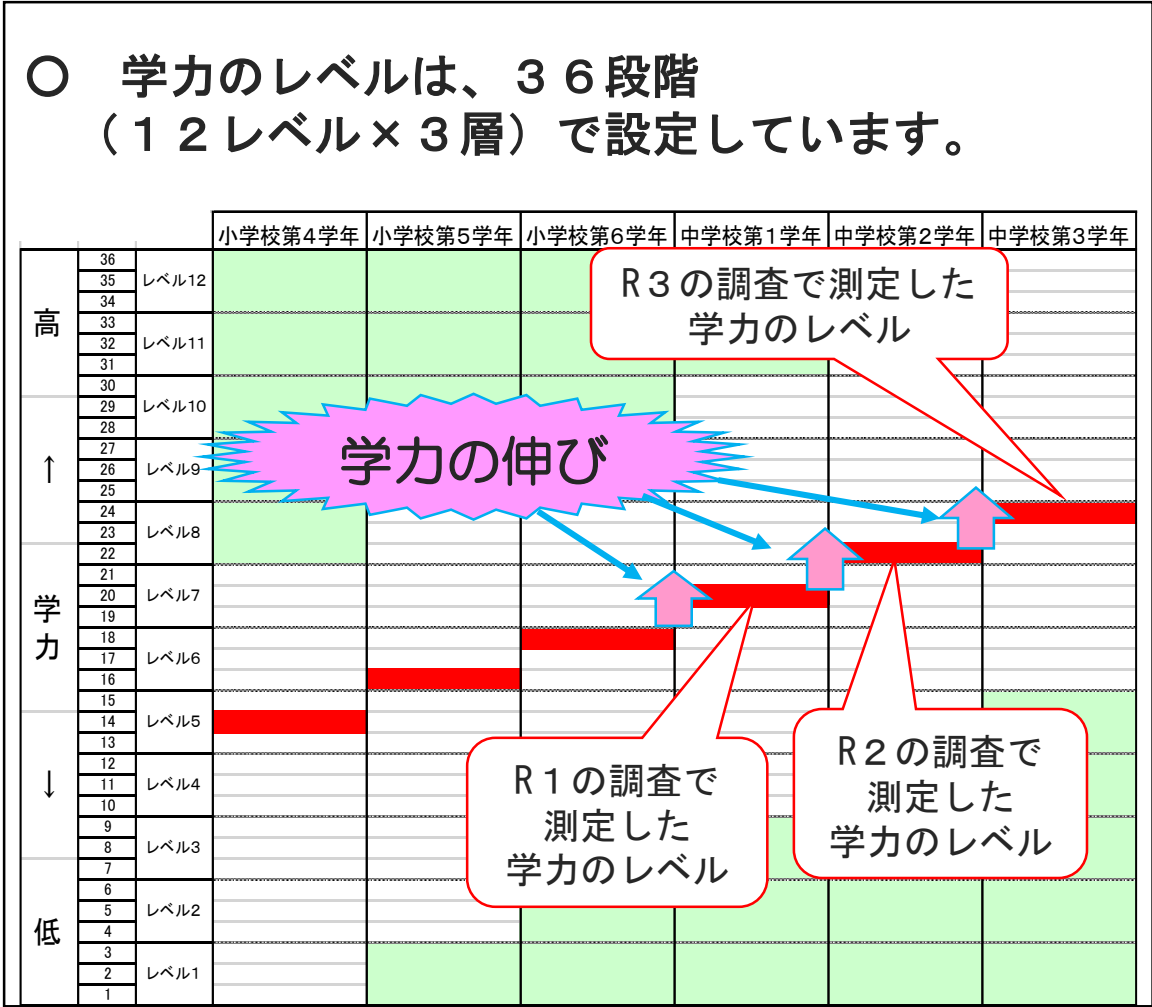 〇　学力のレベルは、３６段階
（１２レベル×３層）で設定しています。
小学校第4学年 小学校第5学年 小学校第6学年 中学校第1学年 中学校第2学年 中学校第3学年
高
↑
学
力
↓
低
36
35 レベル12
34
33
32 レベル11
31
30
29 レベル10
28
27
26 レベル9
25
24
23 レベル8
22
21
20 レベル7
19
18
17 レベル6
16
15
14 レベル5
13
12
11 レベル4
10
9
8 レベル3
7
6
5 レベル2
4
3
2 レベル1
1
R３の調査で測定した
学力のレベル
学力の伸び
R１の調査で
測定した
学力のレベル
R２の調査で
測定した
学力のレベル